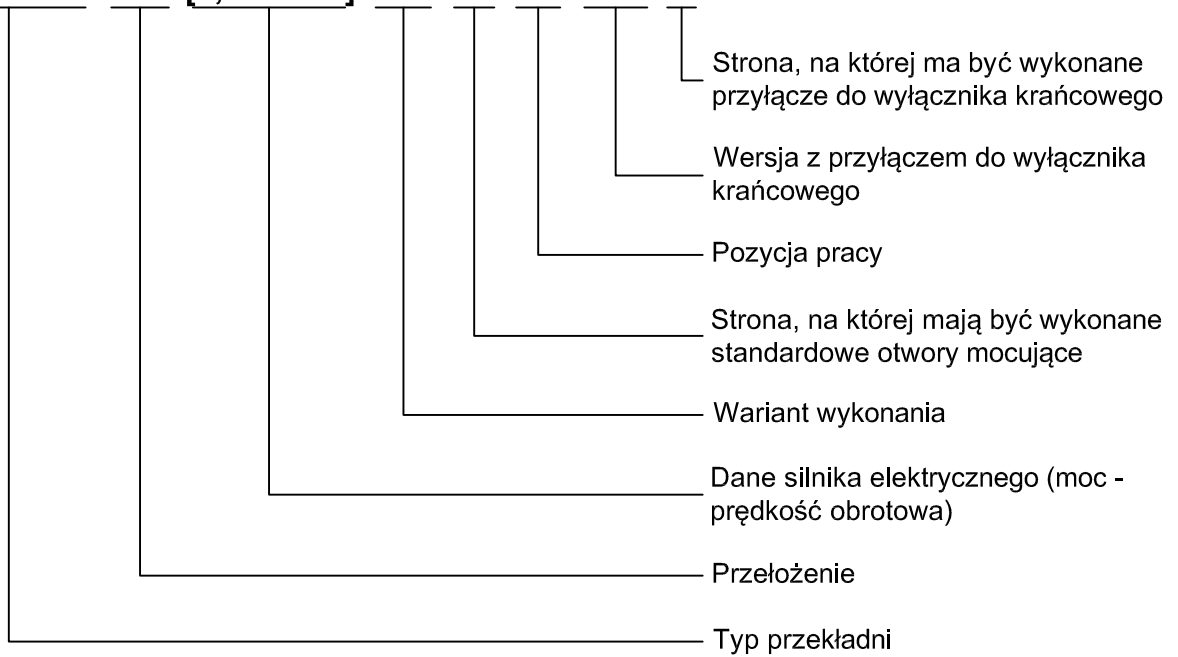 Strona, na której ma być wykonane
przyłącze do wyłącznika krańcowego
Wersja z przyłączem do wyłącznika
krańcowego
Pozycja pracy
Strona, na której mają być wykonane
standardowe otwory mocujące
Wariant wykonania
Dane silnika elektrycznego (moc -
prędkość obrotowa)
Przełożenie
Typ przekładni